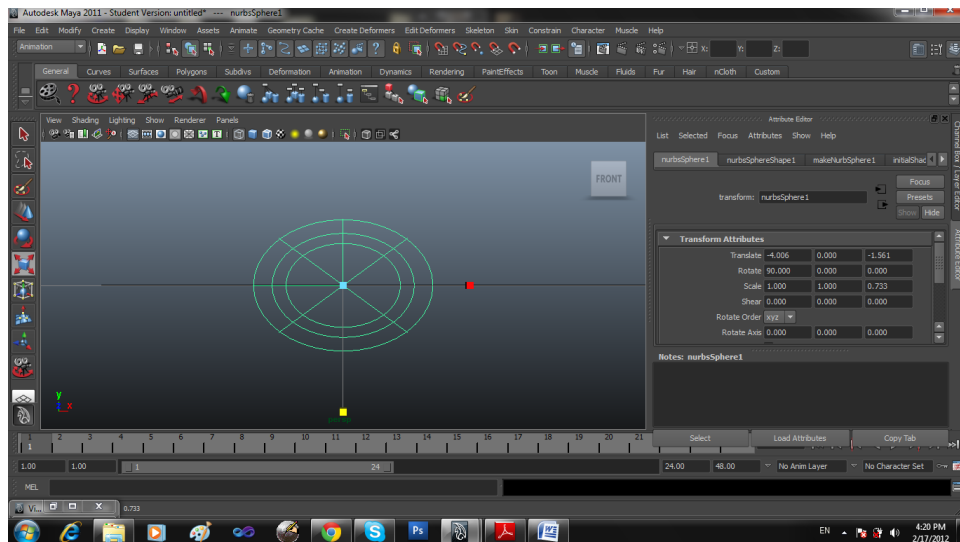 Autodesk Maya 2011 - Student Version: untitled* --- nurbsSphere1
File Edit Modify Create Display Window Assets Animate Geometry Cache Create Deformers Edit Deformers Skeleton Skin Constrain Character Muscle Help
Animation X: Y: Z:
General Curves Surfaces Polygons Subdivs Deformation Animation Dynamics Rendering PaintEffects Toon Muscle Fluids Fur Hair nCloth Custom
View Shading Lighting Show Renderer Panels
FRONT
y
x
persp
Attribute Editor
List Selected Focus Attributes Show Help
nurbsSphere1 nurbsSphereShape1 makeNurbSphere1 initialShac
Focus
transform: nurbsSphere1 Presets
Show Hide
Transform Attributes
Translate -4.006 0.000 -1.561
Rotate 90.000 0.000 0.000
Scale 1.000 1.000 0.733
Shear 0.000 0.000 0.000
Rotate Order xyz
Rotate Axis 0.000 0.000 0.000
Notes: nurbsSphere1
Select Load Attributes Copy Tab
Channel Box / Layer Editor
Attribute Editor
1 2 3 4 5 6 7 8 9 10 11 12 13 14 15 16 17 18 19 20 21
1
1.00 1.00 1 24 24.00 48.00 No Anim Layer No Character Set
MEL
Vi... 0.733
Ps
EN 4:20 PM
2/17/2012